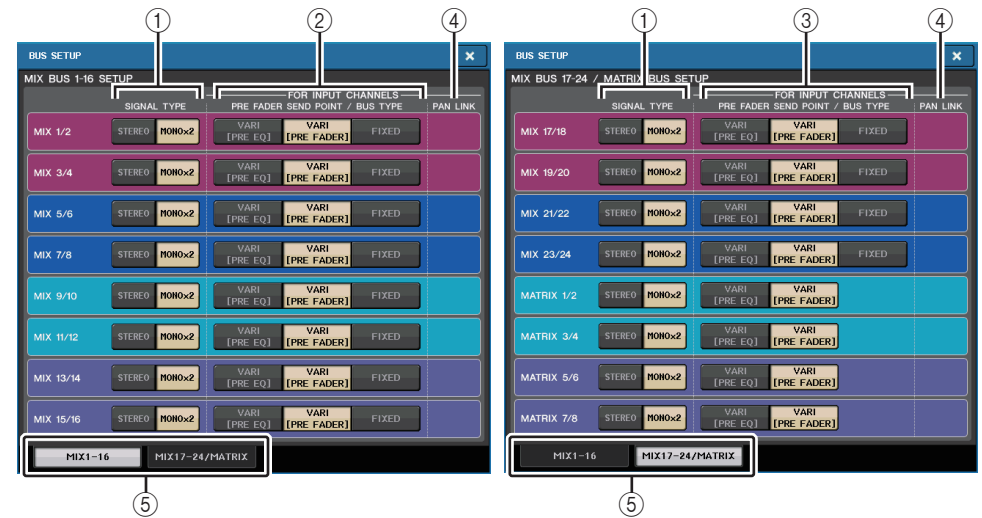 ① ② ④
BUS SETUP ×
MIX BUS 1-16 SETUP
FOR INPUT CHANNELS
SIGNAL TYPE PRE FADER SEND POINT / BUS TYPE PAN LINK
MIX 1/2 STEREO MONO×2 VARI [PRE EQ] VARI [PRE FADER] FIXED
MIX 3/4 STEREO MONO×2 VARI [PRE EQ] VARI [PRE FADER] FIXED
MIX 5/6 STEREO MONO×2 VARI [PRE EQ] VARI [PRE FADER] FIXED
MIX 7/8 STEREO MONO×2 VARI [PRE EQ] VARI [PRE FADER] FIXED
MIX 9/10 STEREO MONO×2 VARI [PRE EQ] VARI [PRE FADER] FIXED
MIX 11/12 STEREO MONO×2 VARI [PRE EQ] VARI [PRE FADER] FIXED
MIX 13/14 STEREO MONO×2 VARI [PRE EQ] VARI [PRE FADER] FIXED
MIX 15/16 STEREO MONO×2 VARI [PRE EQ] VARI [PRE FADER] FIXED
MIX1-16 MIX17-24/MATRIX
⑤
① ③ ④
BUS SETUP ×
MIX BUS 17-24 / MATRIX BUS SETUP
FOR INPUT CHANNELS
SIGNAL TYPE PRE FADER SEND POINT / BUS TYPE PAN LINK
MIX 17/18 STEREO MONO×2 VARI [PRE EQ] VARI [PRE FADER] FIXED
MIX 19/20 STEREO MONO×2 VARI [PRE EQ] VARI [PRE FADER] FIXED
MIX 21/22 STEREO MONO×2 VARI [PRE EQ] VARI [PRE FADER] FIXED
MIX 23/24 STEREO MONO×2 VARI [PRE EQ] VARI [PRE FADER] FIXED
MATRIX 1/2 STEREO MONO×2 VARI [PRE EQ] VARI [PRE FADER]
MATRIX 3/4 STEREO MONO×2 VARI [PRE EQ] VARI [PRE FADER]
MATRIX 5/6 STEREO MONO×2 VARI [PRE EQ] VARI [PRE FADER]
MATRIX 7/8 STEREO MONO×2 VARI [PRE EQ] VARI [PRE FADER]
MIX1-16 MIX17-24/MATRIX
⑤